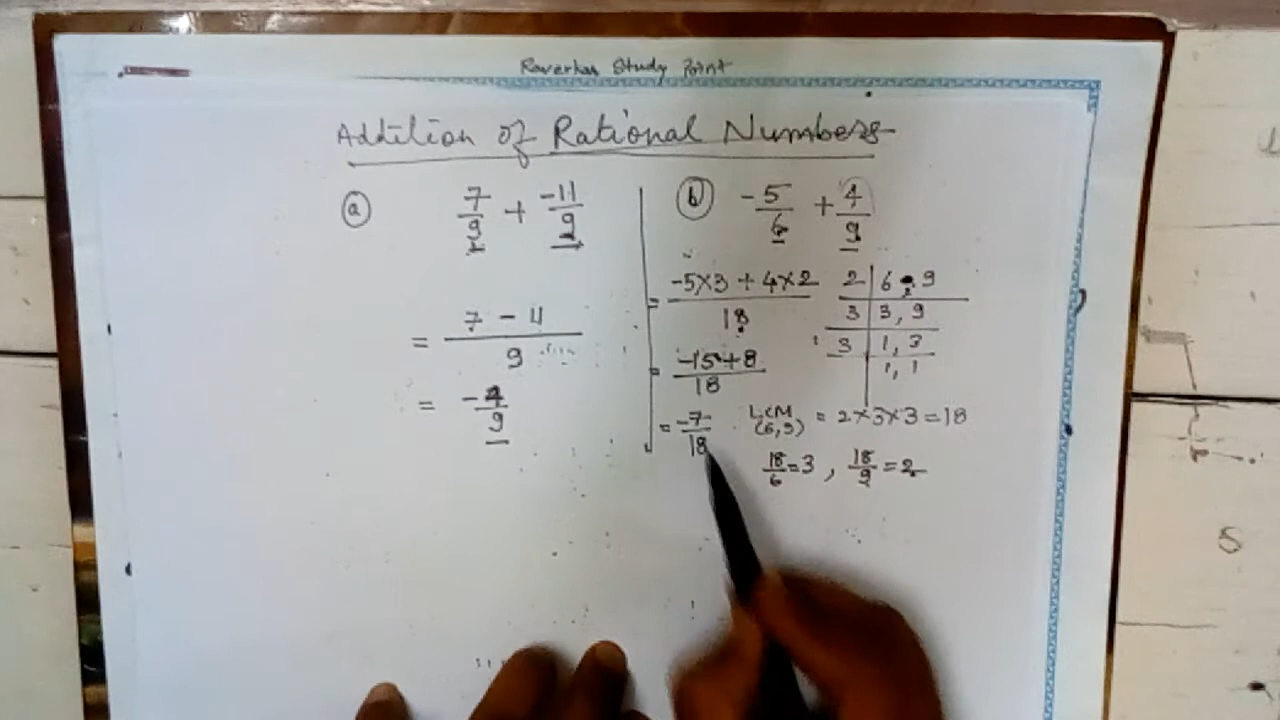 Raverkar Study Point
Addition of Rational Numbers
(a) 7/9 + -11/9
= 7 - 11 / 9
= -4/9
(b) -5/6 + 4/9
= -5×3 + 4×2 / 18
= -15+8 / 18
= -7/18
2 | 6, 9
3 | 3, 9
3 | 1, 3
1, 1
LCM (6,9) = 2×3×3=18
18/6 = 3, 18/9 = 2